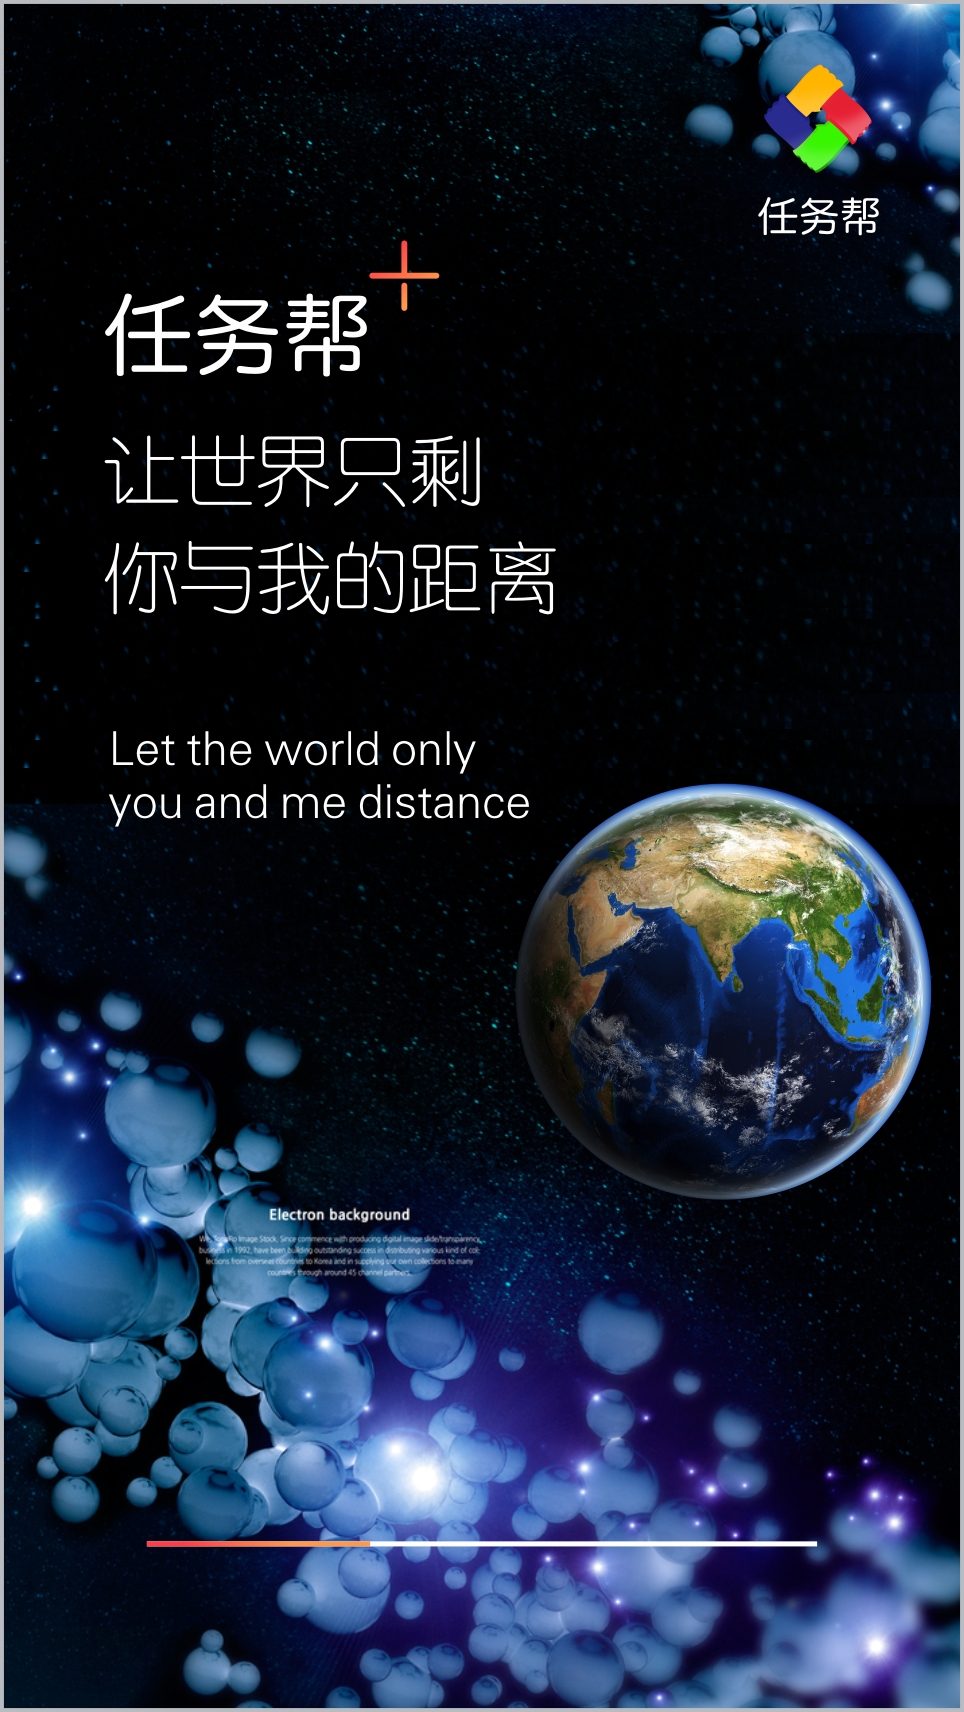 任务帮
任务帮
让世界只剩
你与我的距离
Let the world only
you and me distance
Electron background
We, TongRo Image Stock, Since commence with producing digital image slide/transparency
business in 1992, have been building outstanding success in distributing various kind of col;
lections from overseas countries to Korea and in supplying our own collections to many
countries through around 45 channel partners.